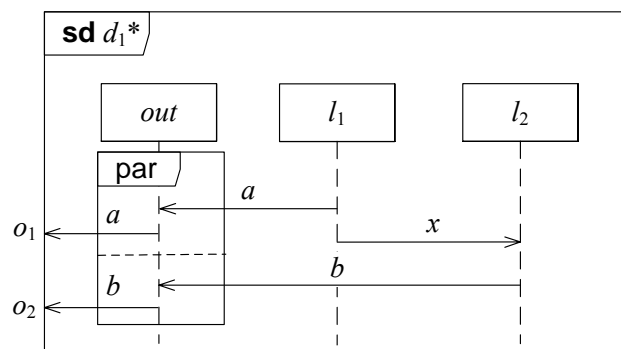 sd d₁*
out l₁ l₂
par
a
a
o₁
x
b
b
o₂